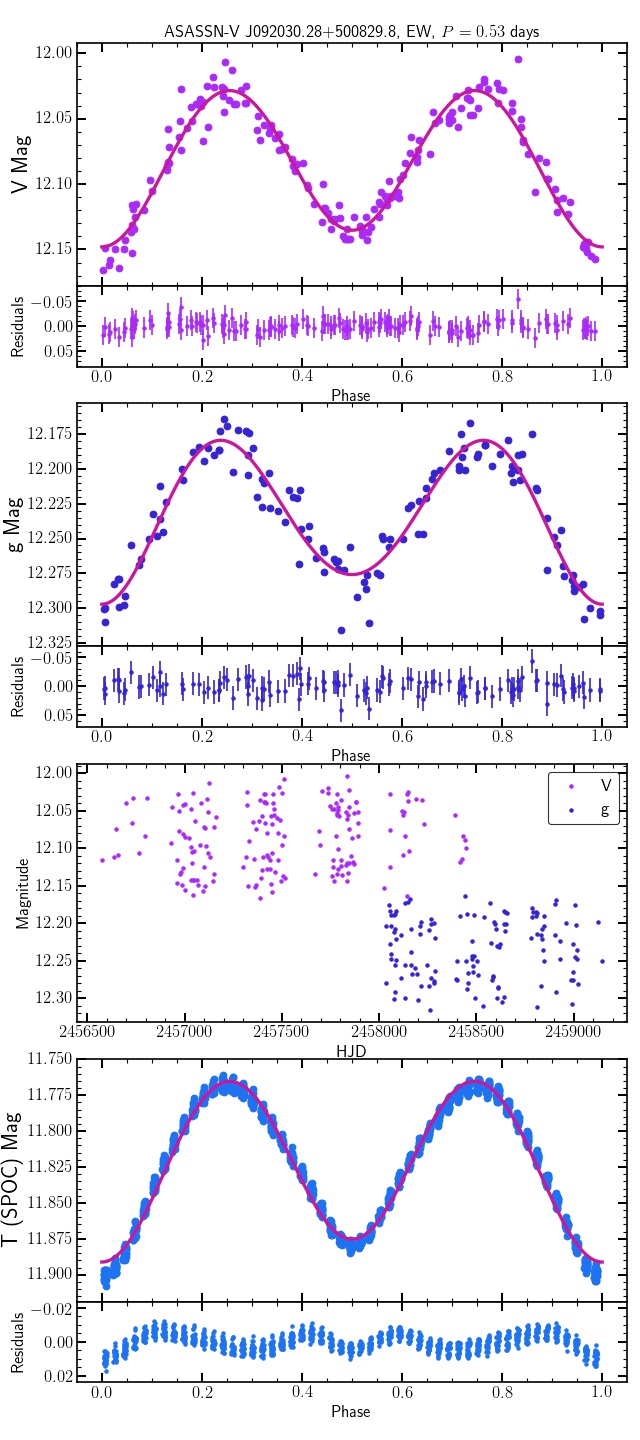 ASASSN-V J092030.28+500829.8, EW, P = 0.53 days
12.00
12.05
12.10
12.15
V Mag
−0.05
0.00
0.05
Residuals
0.0 0.2 0.4 0.6 0.8 1.0
Phase
12.175
12.200
12.225
12.250
12.275
12.300
12.325
g Mag
−0.05
0.00
0.05
Residuals
0.0 0.2 0.4 0.6 0.8 1.0
Phase
12.00
12.05
12.10
12.15
12.20
12.25
12.30
Magnitude
V
g
2456500 2457000 2457500 2458000 2458500 2459000
HJD
11.750
11.775
11.800
11.825
11.850
11.875
11.900
T (SPOC) Mag
−0.02
0.00
0.02
Residuals
0.0 0.2 0.4 0.6 0.8 1.0
Phase